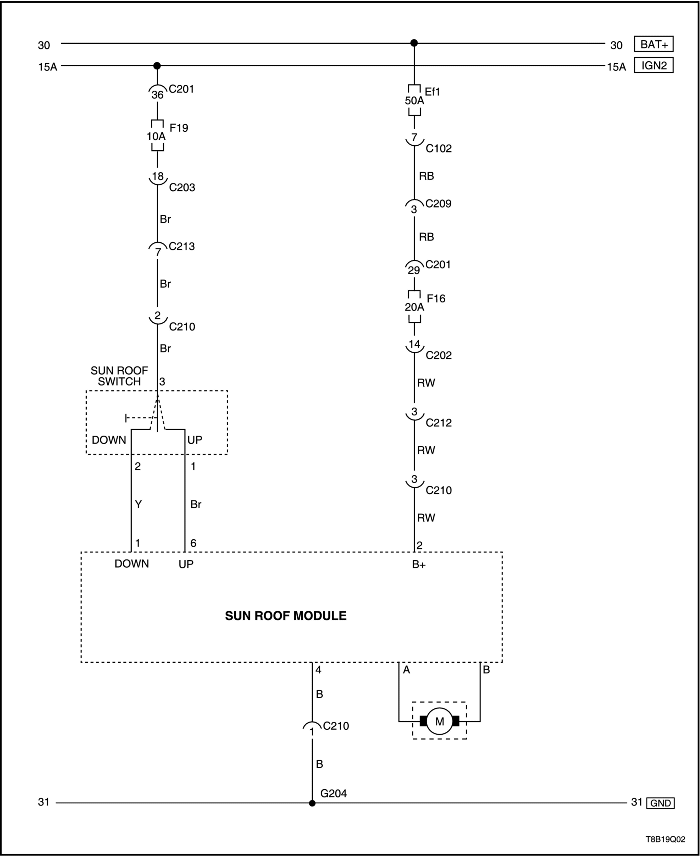 30 30 BAT+
15A 15A IGN2
36 C201
F19
10A
18
C203
Br
7 C213
Br
2
C210
Br
Ef1
50A
7
C102
RB
3 C209
RB
29 C201
F16
20A
14
C202
RW
3
C212
RW
3
C210
RW
SUN ROOF
SWITCH 3
DOWN UP
2 1
Y Br
1 6 2
DOWN UP B+
SUN ROOF MODULE
4 A B
B
M
1 C210
B
G204
31 31 GND
T8B19Q02